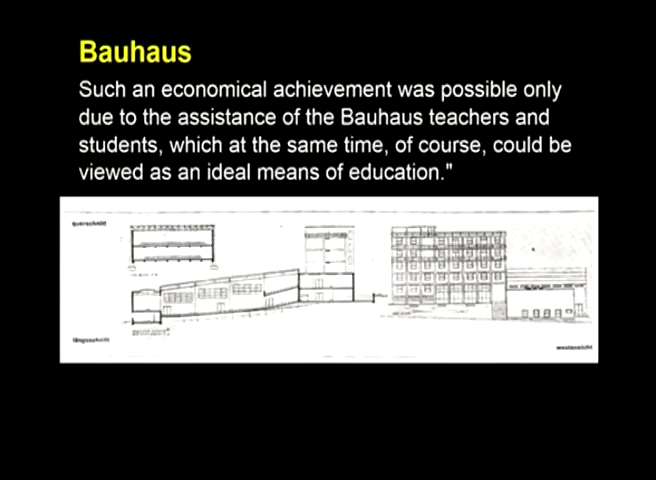 Bauhaus
Such an economical achievement was possible only
due to the assistance of the Bauhaus teachers and
students, which at the same time, of course, could be
viewed as an ideal means of education."
querschnitt
längsschnitt
westansicht